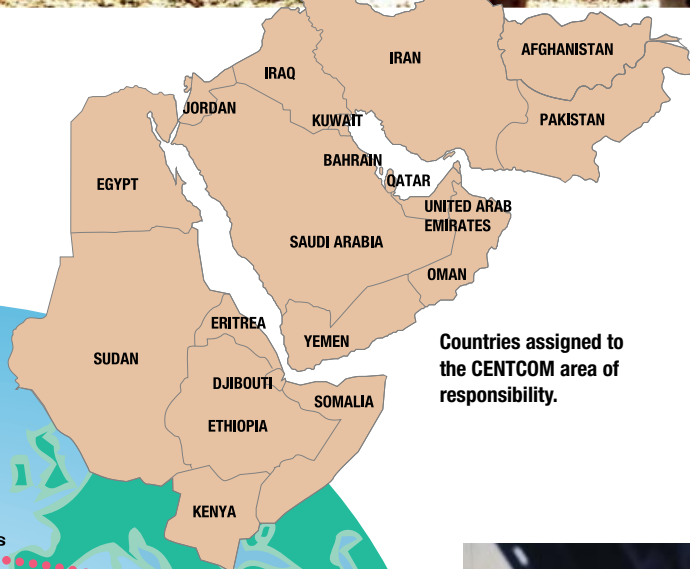 AFGHANISTAN
IRAN
IRAQ
JORDAN
KUWAIT
PAKISTAN
BAHRAIN
QATAR
EGYPT
UNITED ARAB
EMIRATES
SAUDI ARABIA
OMAN
ERITREA
YEMEN
SUDAN
DJIBOUTI
SOMALIA
ETHIOPIA
KENYA
Countries assigned to
the CENTCOM area of
responsibility.
s